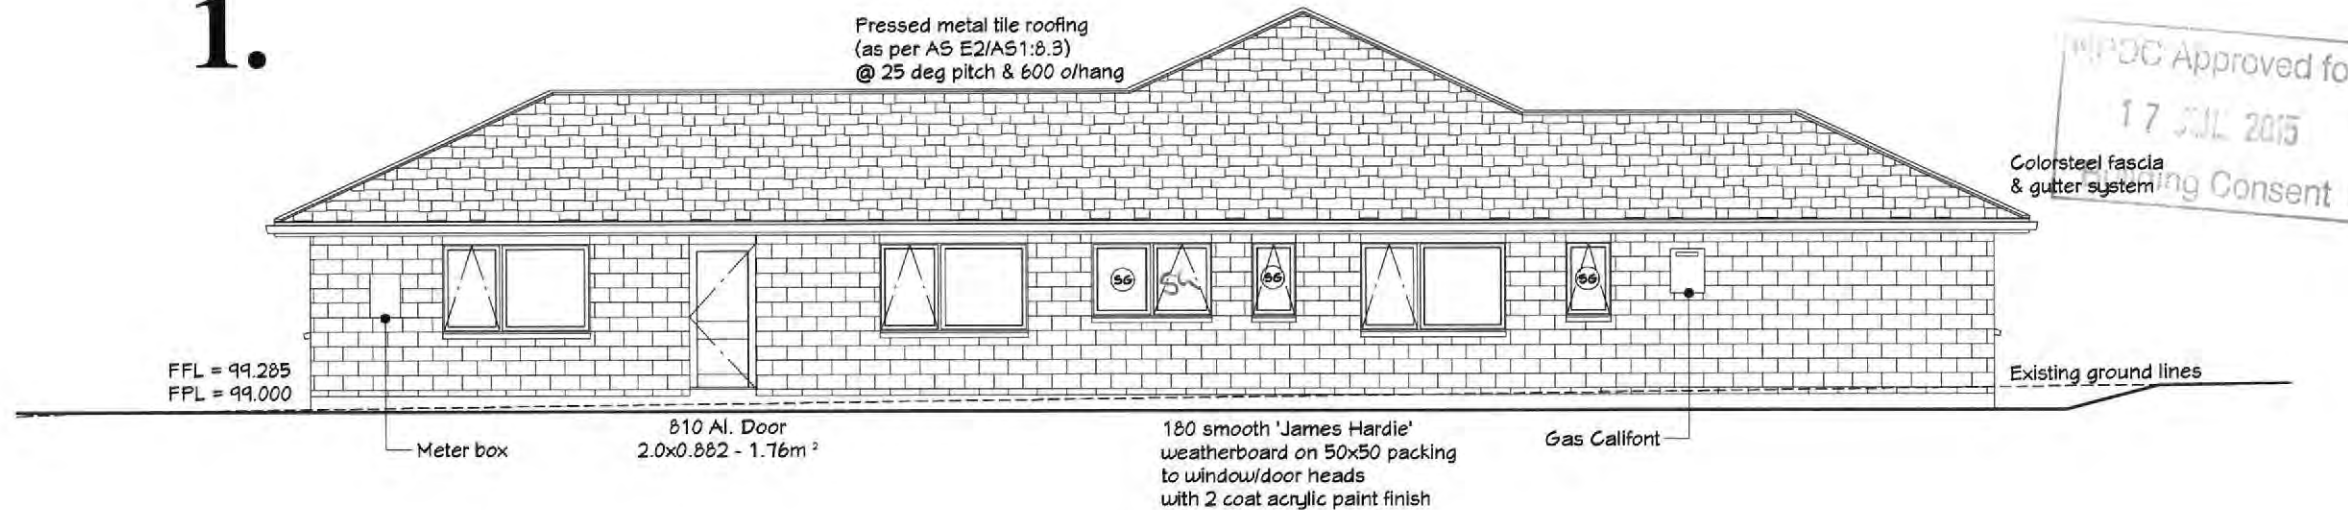 1.
Pressed metal tile roofing
(as per AS E2/AS1:8.3)
@ 25 deg pitch & 600 o/hang
Approved fo
17 JUL 2015
Building Consent
Colorsteel fascia
& gutter system
SG
SG
SG
SG
FFL = 99.285
FPL = 99.000
Existing ground lines
Meter box
810 Al. Door
2.0x0.882 - 1.76m²
180 smooth 'James Hardie'
weatherboard on 50x50 packing
to window/door heads
with 2 coat acrylic paint finish
Gas Califont